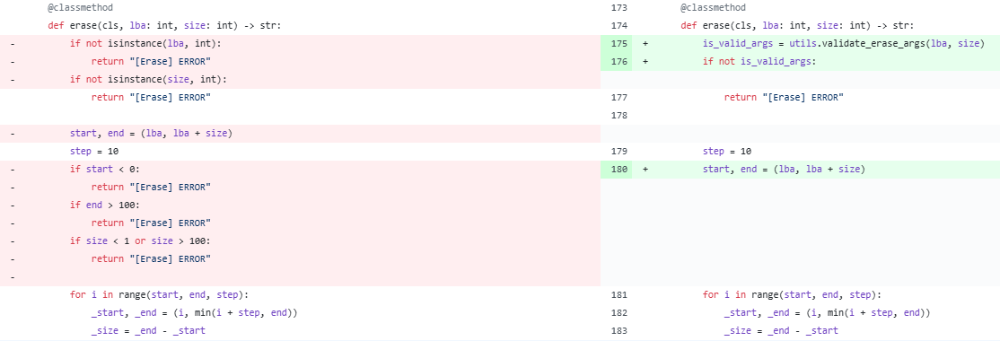 @classmethod
def erase(cls, lba: int, size: int) -> str:
- if not isinstance(lba, int):
- return "[Erase] ERROR"
- if not isinstance(size, int):
return "[Erase] ERROR"
- start, end = (lba, lba + size)
step = 10
- if start < 0:
- return "[Erase] ERROR"
- if end > 100:
- return "[Erase] ERROR"
- if size < 1 or size > 100:
- return "[Erase] ERROR"
-
for i in range(start, end, step):
_start, _end = (i, min(i + step, end))
_size = _end - _start
173 @classmethod
174 def erase(cls, lba: int, size: int) -> str:
175 + is_valid_args = utils.validate_erase_args(lba, size)
176 + if not is_valid_args:
177 return "[Erase] ERROR"
178
179 step = 10
180 + start, end = (lba, lba + size)
181 for i in range(start, end, step):
182 _start, _end = (i, min(i + step, end))
183 _size = _end - _start